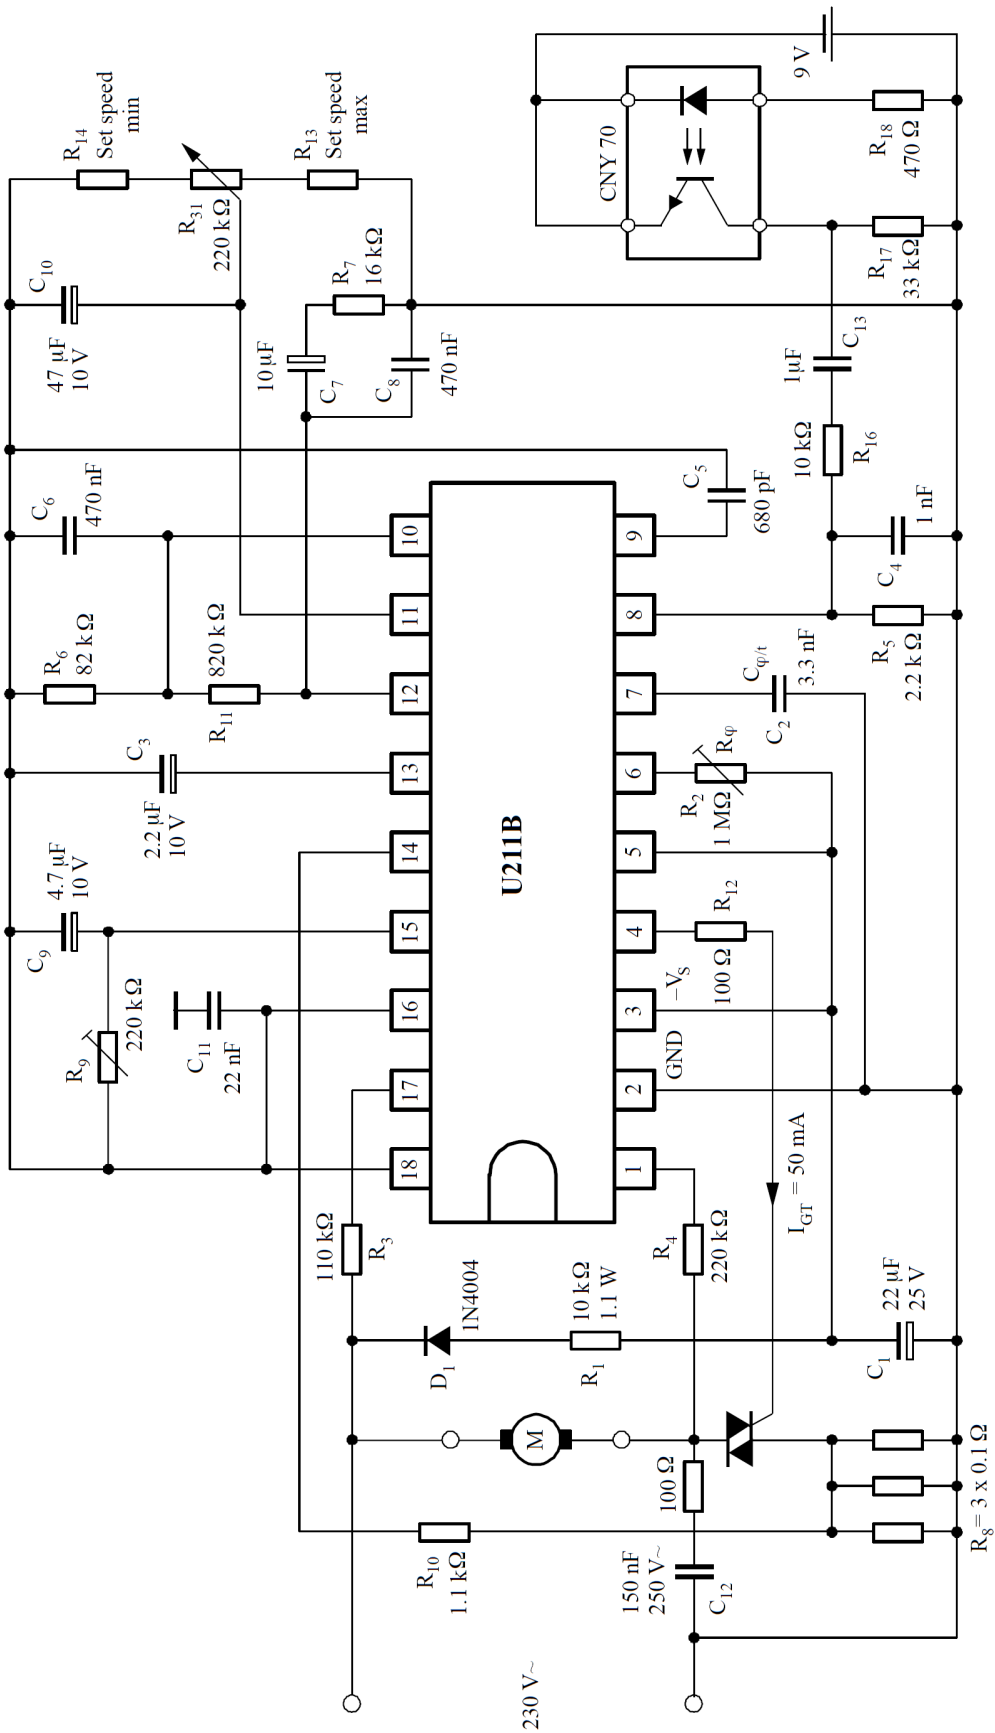 R9
220 kΩ
C9
4.7 µF
10 V
C11
22 nF
2.2 µF
10 V
C3
R6
82 kΩ
R11
820 kΩ
C6
470 nF
47 µF
10 V
C10
R14
Set speed
min
R31
220 kΩ
R13
Set speed
max
10 µF
C7
R7
16 kΩ
C8
470 nF
110 kΩ
R3
18
17
16
15
14
13
12
11
10
U211B
1
2
3
4
5
6
7
8
9
GND
–VS
D1
1N4004
R10
1.1 kΩ
M
R1
10 kΩ
1.1 W
230 V~
150 nF
250 V~
C12
100 Ω
R4
220 kΩ
100 Ω
R12
R2
1 MΩ
Rφ
Cφ/t
C2
3.3 nF
C5
680 pF
IGT = 50 mA
10 kΩ
R16
1µF
C13
CNY 70
9 V
R8 = 3 x 0.1 Ω
C1
22 µF
25 V
R5
2.2 kΩ
C4
1 nF
R17
33 kΩ
R18
470 Ω